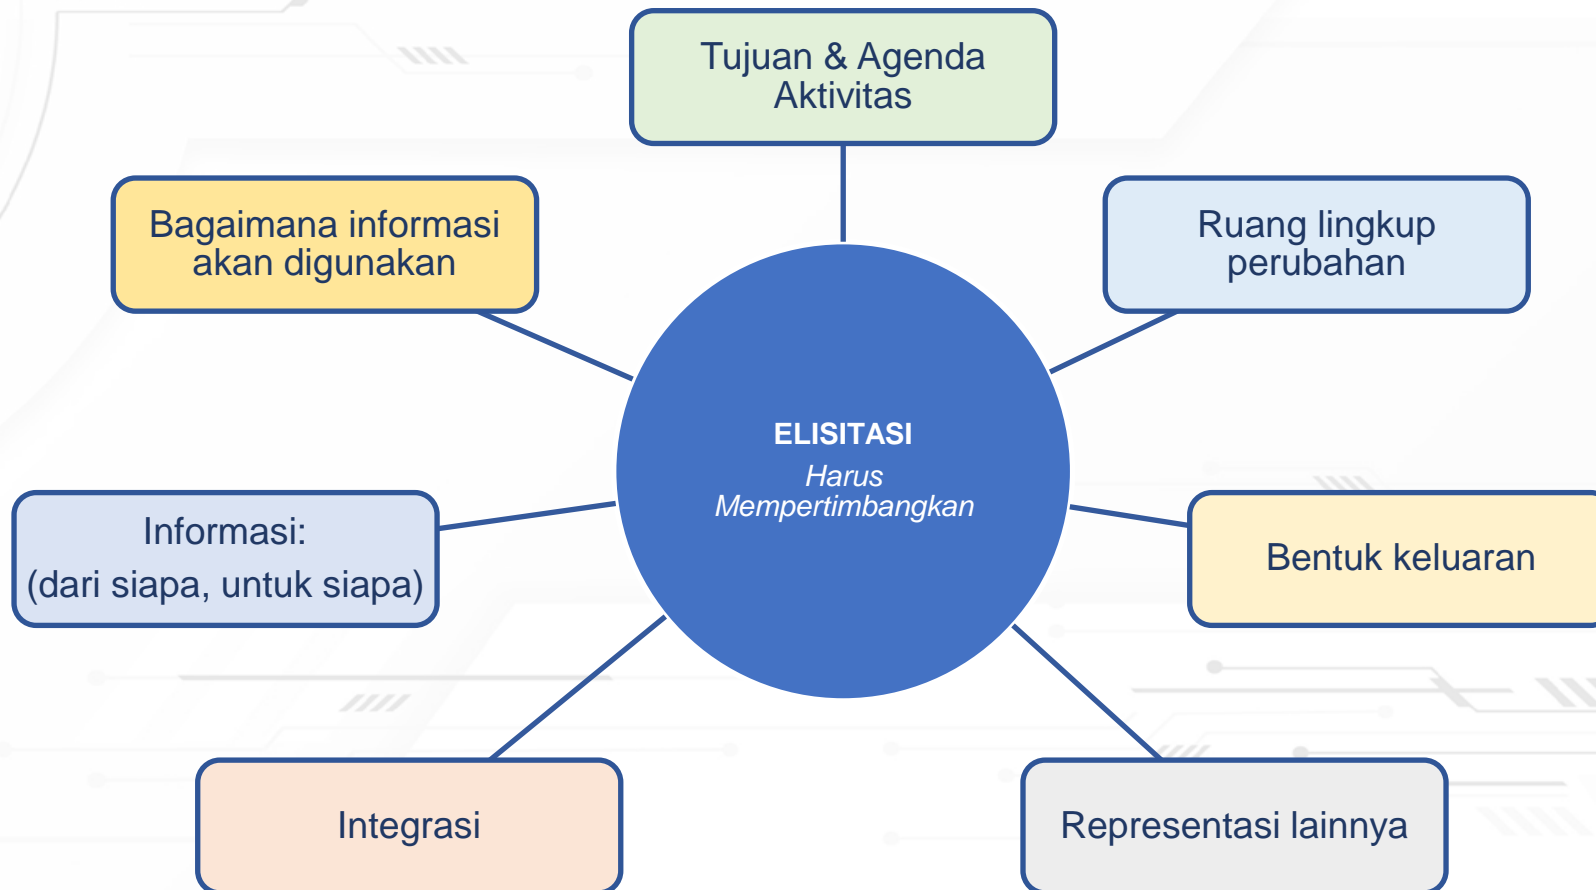 Tujuan & Agenda
Aktivitas
Bagaimana informasi
akan digunakan
Ruang lingkup
perubahan
ELISITASI
Harus
Mempertimbangkan
Informasi:
(dari siapa, untuk siapa)
Bentuk keluaran
Integrasi
Representasi lainnya